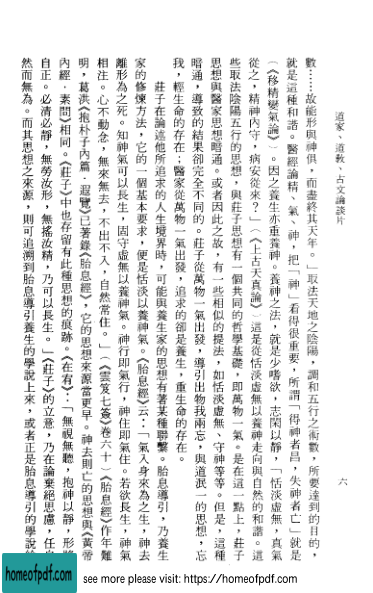 道家、道教、古文論談片
六
數……故能形與神俱，而盡終其天年。」取法天地之陰陽，調和五行之術數，所要達到的目的，
就是這種和諧。醫經論精、氣、神，把「神」看得很重要，所謂「得神者昌，失神者亡」就是
（《移精變氣論》）。因之養生亦重養神。養神之法，就是少嗜欲，志閑以靜，「恬淡虛無，真氣
從之，精神內守，病安從來？」（《上古天真論》）這是從恬淡虛無以養神走向與自然的和諧。這
些取法陰陽五行的思想，與莊子思想有一個共同的哲學基礎，即萬物一氣。是在這一點上，莊子
思想與醫家思想暗通。或者因此之故，有一些相似的提法，如恬淡虛無、守神等等。但是，這種
暗通，導致的結果卻完全不同的。莊子從萬物一氣出發，導引出物我兩忘，與道泯一的思想，忘
我，輕生命的存在；醫家從萬物一氣出發，追求的卻是養生，重生命的存在。
莊子在論述他所追求的人生境界時，可能與養生家的思想有著某種聯繫。胎息導引，乃養生
家的修煉方法，它的一個基本要求，便是恬淡以養神氣。《胎息經》云：「氣入身來為之生，神去
離形為之死。知神氣可以長生，固守虛無以養神氣。神行即氣行，神住即氣住。若欲長生，神氣
相注。心不動念，無來無去，不出不入，自然常住。」（《雲笈七籤》卷六十）《胎息經》作年難
明，葛洪《抱朴子內篇．遐覽》已著錄《胎息經》，它的思想來源當更早。神去則亡的思想與《黃帝
內經．素問》相同。《莊子》中也存留有此種思想的痕跡。《在宥》：「無視無聽，抱神以靜，形將
自正。必清必靜，無勞汝形，無搖汝精，乃可以長生。」《莊子》的立意，乃在論棄絕思慮，任自
然而無為。而其思想之來源，則可追溯到胎息導引養生的學說上來，或者正是胎息導引的學說
homeofpdf.com
see more please visit: https://homeofpdf.com